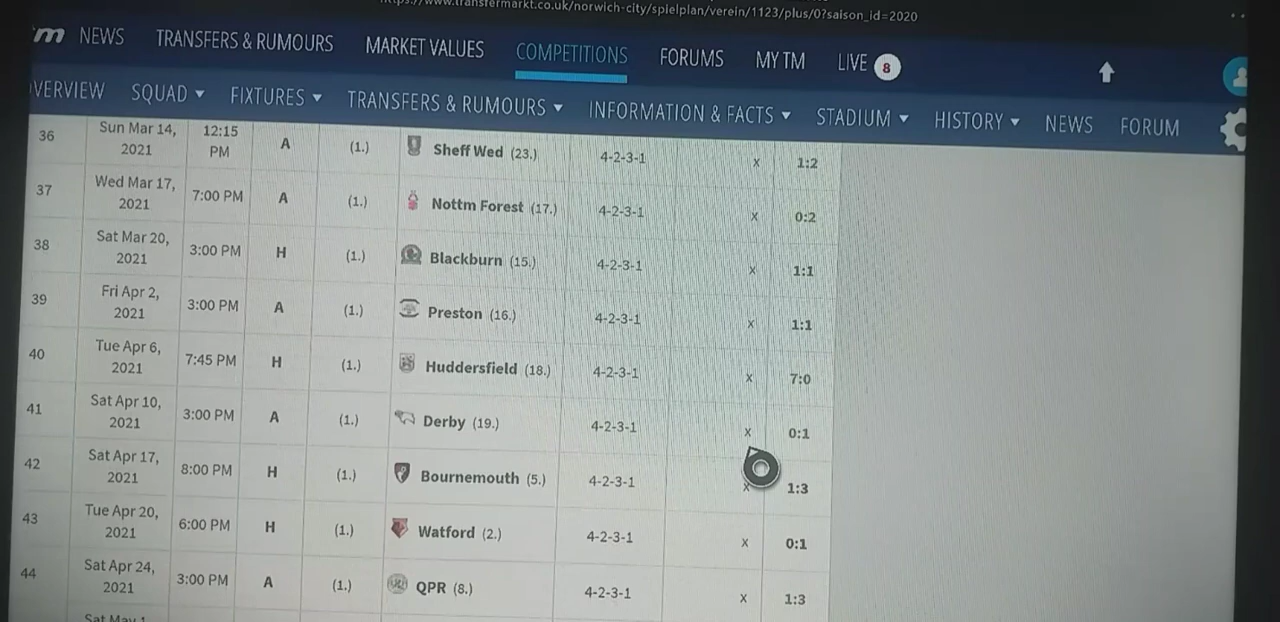 https://www.transfermarkt.co.uk/norwich-city/spielplan/verein/1123/plus/0?saison_id=2020
m NEWS TRANSFERS & RUMOURS MARKET VALUES COMPETITIONS FORUMS MY TM LIVE 8
OVERVIEW SQUAD FIXTURES TRANSFERS & RUMOURS INFORMATION & FACTS STADIUM HISTORY NEWS FORUM
36 Sun Mar 14, 2021 12:15 PM A (1.) Sheff Wed (23.) 4-2-3-1 x 1:2
37 Wed Mar 17, 2021 7:00 PM A (1.) Nottm Forest (17.) 4-2-3-1 x 0:2
38 Sat Mar 20, 2021 3:00 PM H (1.) Blackburn (15.) 4-2-3-1 x 1:1
39 Fri Apr 2, 2021 3:00 PM A (1.) Preston (16.) 4-2-3-1 x 1:1
40 Tue Apr 6, 2021 7:45 PM H (1.) Huddersfield (18.) 4-2-3-1 x 7:0
41 Sat Apr 10, 2021 3:00 PM A (1.) Derby (19.) 4-2-3-1 x 0:1
42 Sat Apr 17, 2021 8:00 PM H (1.) Bournemouth (5.) 4-2-3-1 x 1:3
43 Tue Apr 20, 2021 6:00 PM H (1.) Watford (2.) 4-2-3-1 x 0:1
44 Sat Apr 24, 2021 3:00 PM A (1.) QPR (8.) 4-2-3-1 x 1:3
Sat May 1